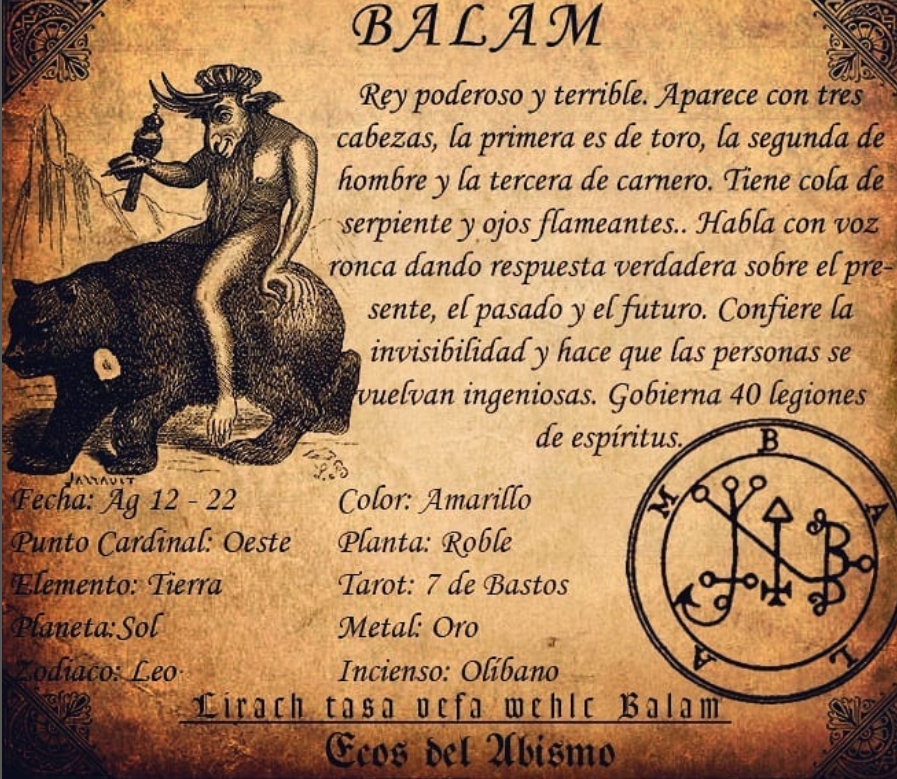 BALAM
Rey poderoso y terrible. Aparece con tres
cabezas, la primera es de toro, la segunda de
hombre y la tercera de carnero. Tiene cola de
serpiente y ojos flameantes.. Habla con voz
ronca dando respuesta verdadera sobre el pre-
sente, el pasado y el futuro. Confiere la
invisibilidad y hace que las personas se
vuelvan ingeniosas. Gobierna 40 legiones
de espíritus.
JARRAULT
L.B
Fecha: Ag 12 - 22
Punto Cardinal: Oeste
Elemento: Tierra
Planeta:Sol
Zodiaco: Leo
Color: Amarillo
Planta: Roble
Tarot: 7 de Bastos
Metal: Oro
Incienso: Olíbano
B A L A M
Lirach tasa vefa wehlc Balam
Ecos del Abismo